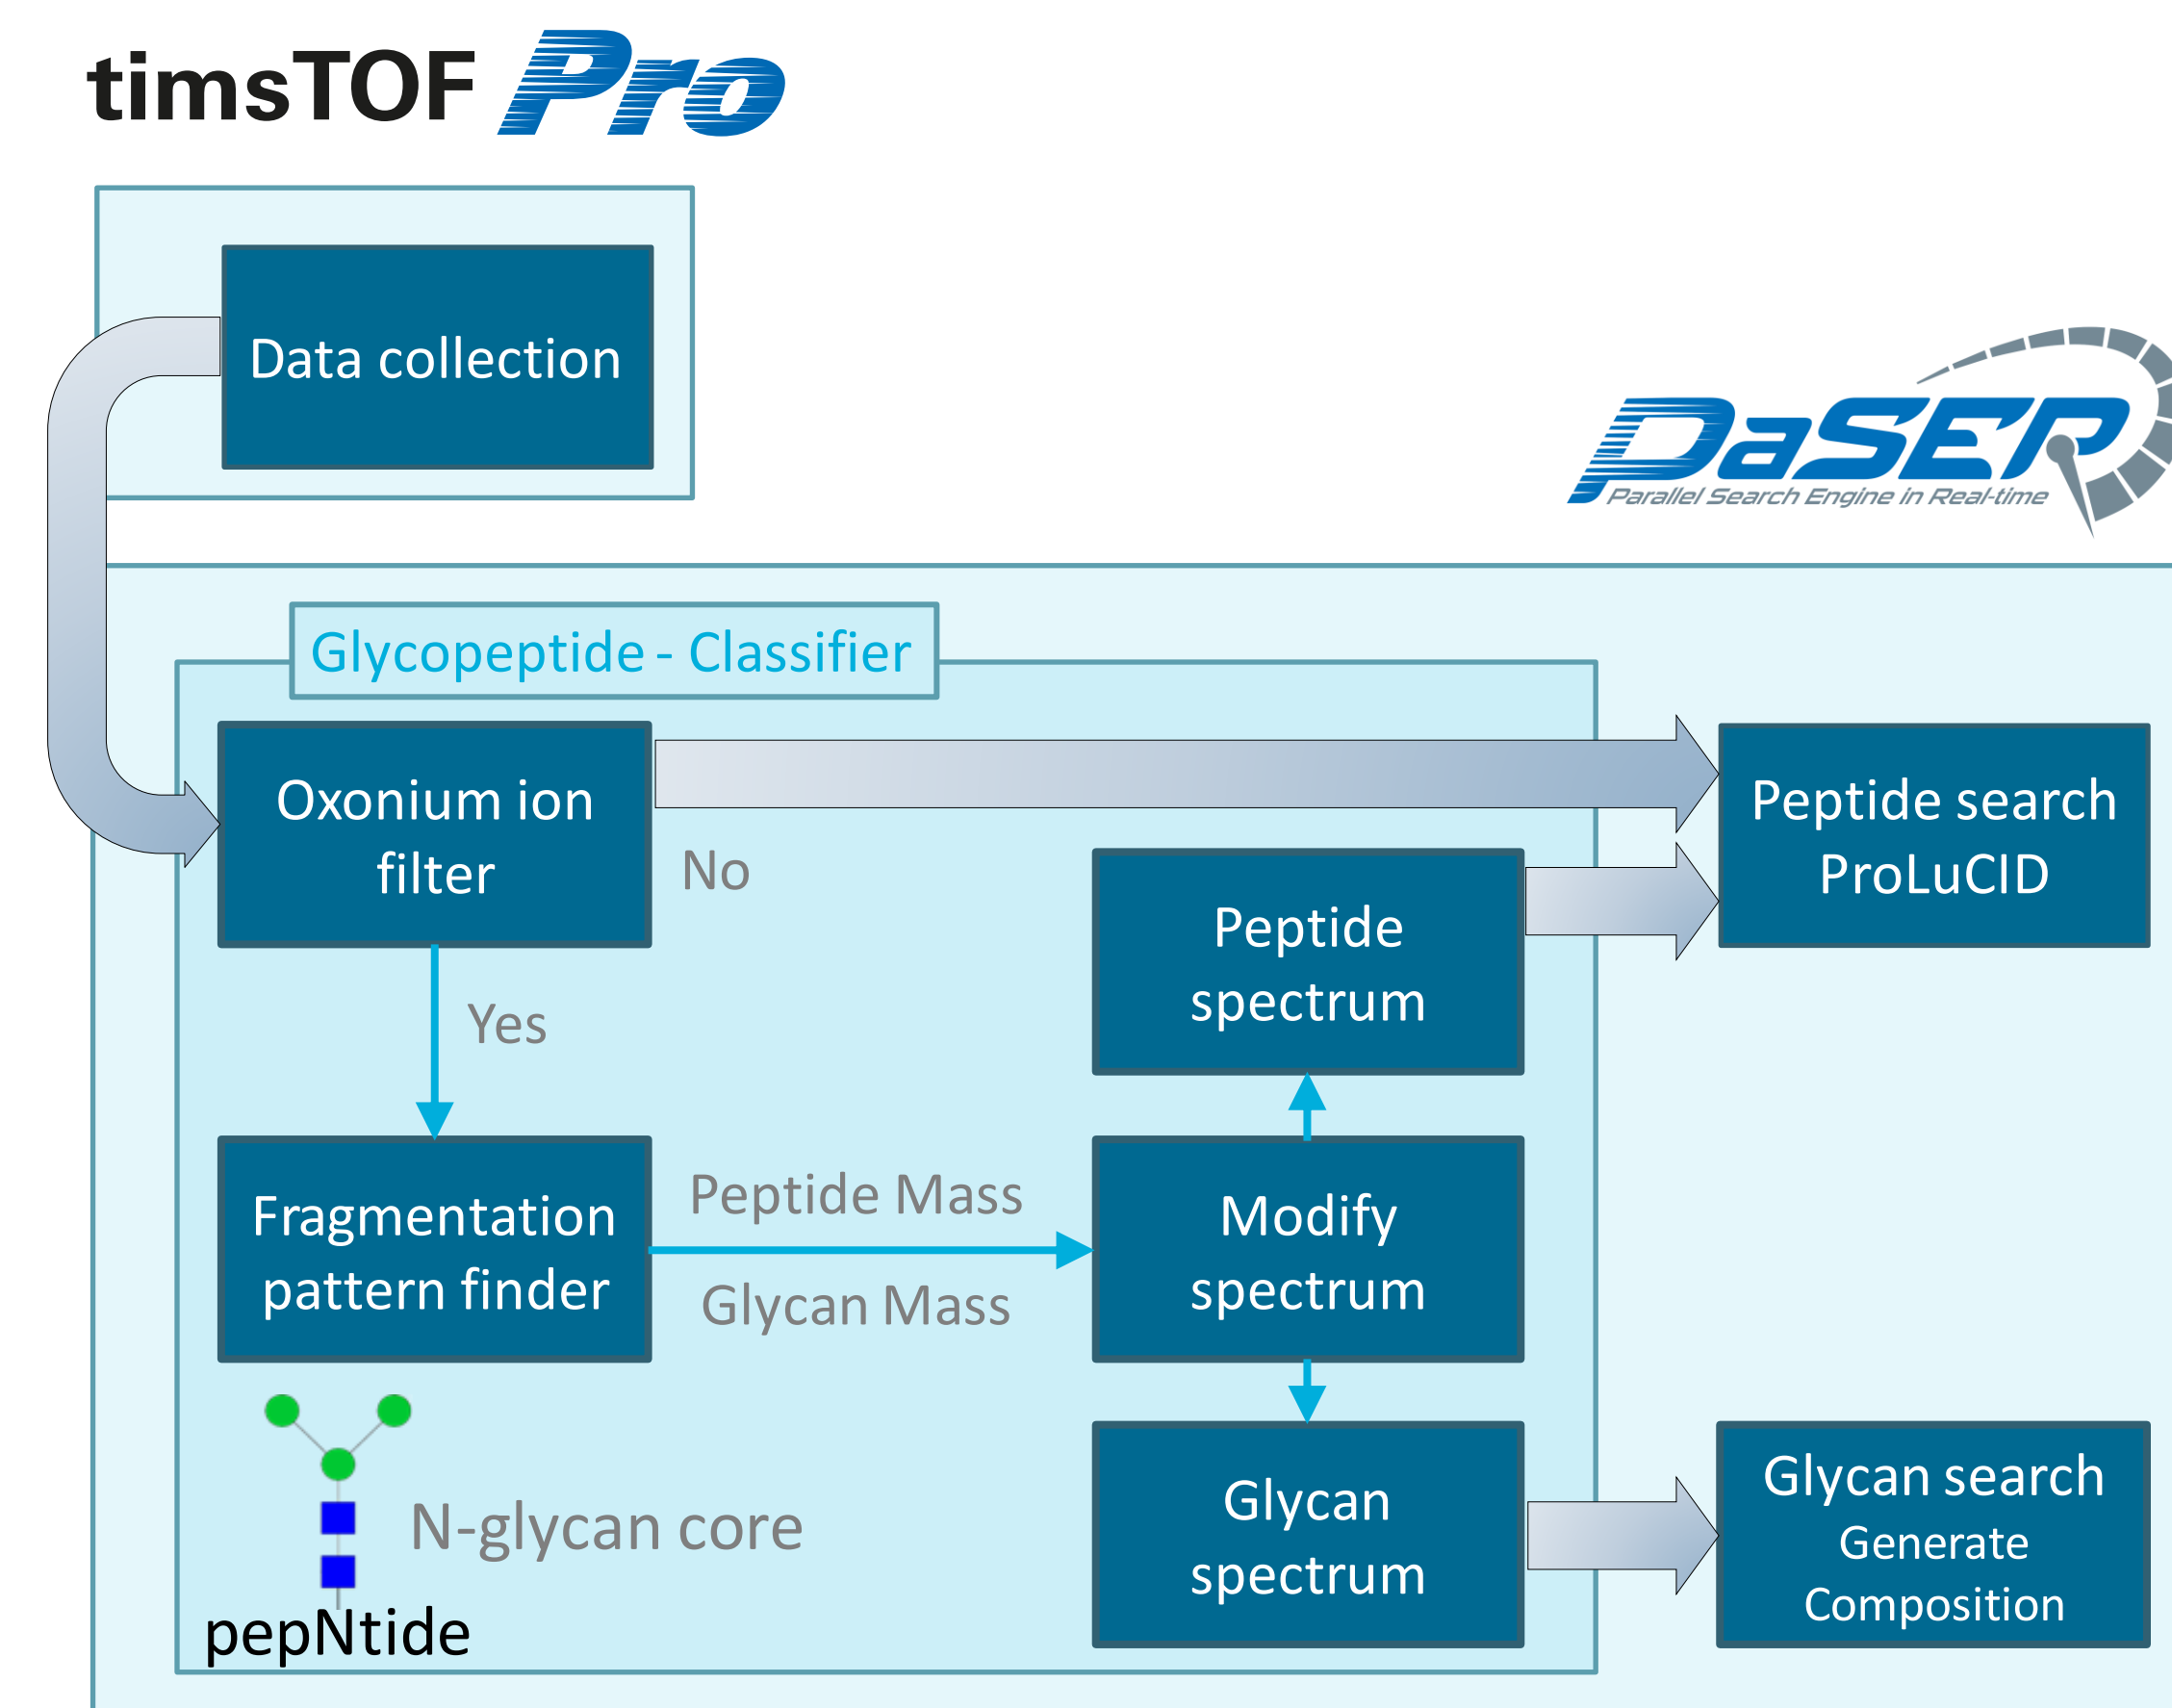 timsTOF Pro
Data collection
PaSER
Parallel Search Engine in Real-time
Glycopeptide - Classifier
Oxonium ion
filter
No
Peptide search
ProLuCID
Peptide
spectrum
Yes
Fragmentation
pattern finder
Peptide Mass
Glycan Mass
Modify
spectrum
N-glycan core
pepNtide
Glycan
spectrum
Glycan search
Generate
Composition